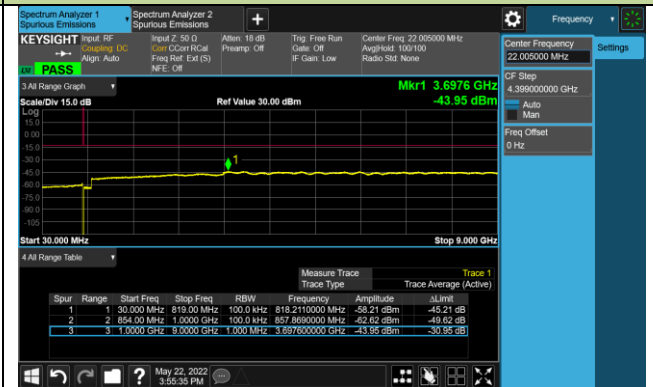 Spectrum Analyzer 1
Spurious Emissions
Spectrum Analyzer 2
Spurious Emissions
+
Frequency
KEYSIGHT
Input: RF
Coupling: DC
Align: Auto
Input Z: 50 Ω
Corr CCorr RCal
Freq Ref: Ext (S)
NFE: Off
Atten: 18 dB
Preamp: Off
Trig: Free Run
Gate: Off
IF Gain: Low
Center Freq: 22.005000 MHz
Avg|Hold: 100/100
Radio Std: None
PASS
Center Frequency
22.005000 MHz
Settings
CF Step
4.399000000 GHz
Auto
Man
Freq Offset
0 Hz
3 All Range Graph
Mkr1 3.6976 GHz
Scale/Div 15.0 dB
Ref Value 30.00 dBm
-43.95 dBm
Log
15.0
0.00
-15.0
-30.0
-45.0
-60.0
-75.0
-90.0
-105
1
Start 30.000 MHz
Stop 9.000 GHz
4 All Range Table
Measure Trace Trace 1
Trace Type Trace Average (Active)
Spur Range Start Freq Stop Freq RBW Frequency Amplitude ΔLimit
1 1 30.000 MHz 819.00 MHz 100.0 kHz 818.2110000 MHz -58.21 dBm -45.21 dB
2 2 854.00 MHz 1.0000 GHz 100.0 kHz 857.8690000 MHz -62.62 dBm -49.62 dB
3 3 1.0000 GHz 9.0000 GHz 1.000 MHz 3.697600000 GHz -43.95 dBm -30.95 dB
?
May 22, 2022
3:55:35 PM